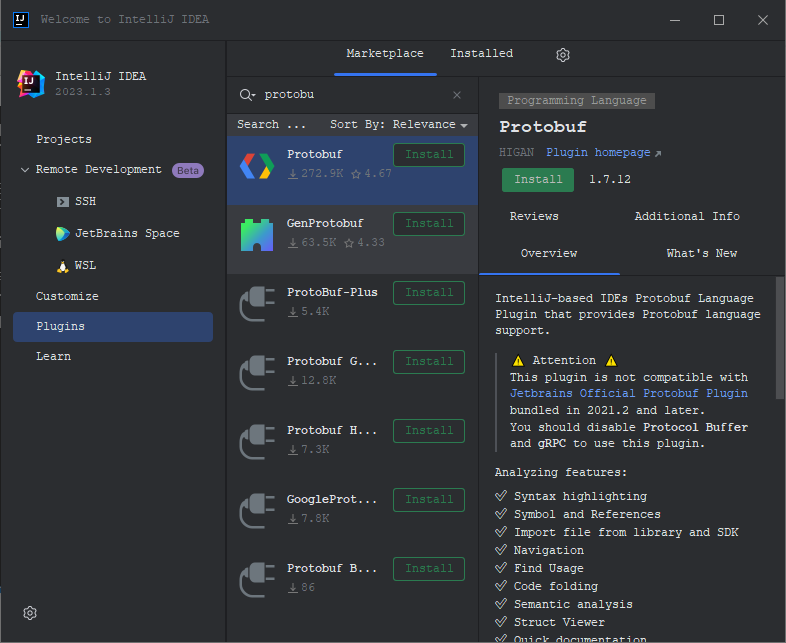 Welcome to IntelliJ IDEA
IntelliJ IDEA
2023.1.3
Projects
Remote Development Beta
SSH
JetBrains Space
WSL
Customize
Plugins
Learn
Marketplace Installed
protobu
Search ... Sort By: Relevance
Protobuf Install
272.9K 4.67
GenProtobuf Install
63.5K 4.33
ProtoBuf-Plus Install
5.4K
Protobuf G... Install
12.8K
Protobuf H... Install
7.3K
GoogleProt... Install
7.8K
Protobuf B... Install
86
Programming Language
Protobuf
HIGAN Plugin homepage
Install 1.7.12
Reviews Additional Info
Overview What's New
IntelliJ-based IDEs Protobuf Language
Plugin that provides Protobuf language
support.
Attention
This plugin is not compatible with
Jetbrains Official Protobuf Plugin
bundled in 2021.2 and later.
You should disable Protocol Buffer
and gRPC to use this plugin.
Analyzing features:
Syntax highlighting
Symbol and References
Import file from library and SDK
Navigation
Find Usage
Code folding
Semantic analysis
Struct Viewer
Quick documentation